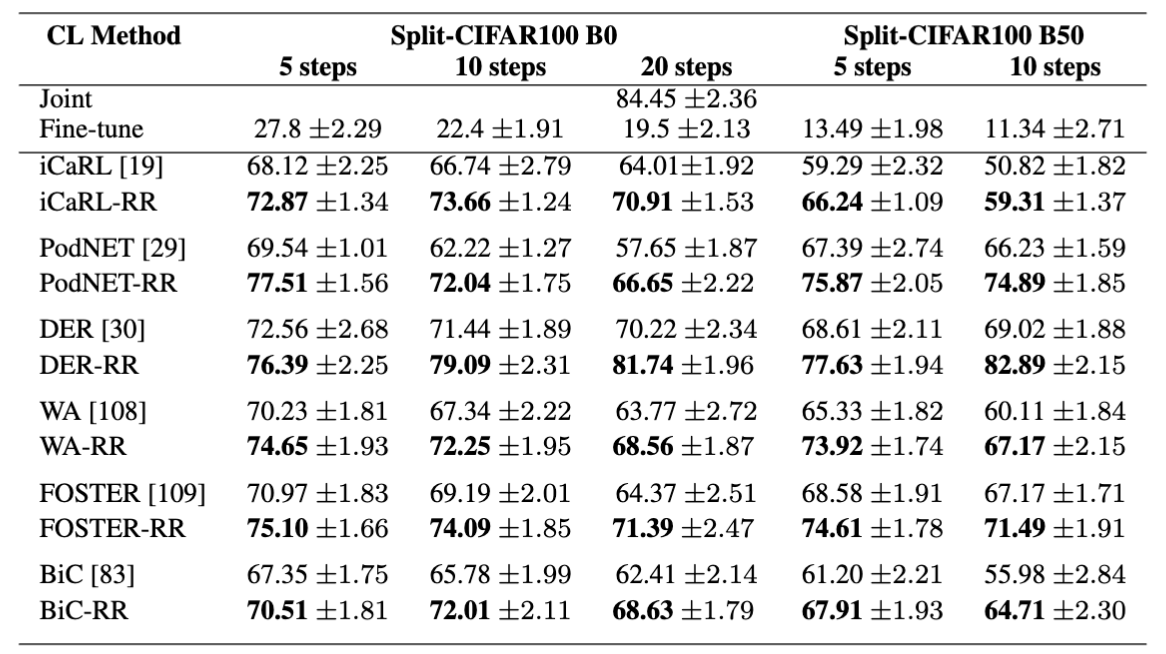 CL Method Split-CIFAR100 B0 Split-CIFAR100 B50
5 steps 10 steps 20 steps 5 steps 10 steps
Joint 84.45 ±2.36
Fine-tune 27.8 ±2.29 22.4 ±1.91 19.5 ±2.13 13.49 ±1.98 11.34 ±2.71
iCaRL [19] 68.12 ±2.25 66.74 ±2.79 64.01±1.92 59.29 ±2.32 50.82 ±1.82
iCaRL-RR 72.87 ±1.34 73.66 ±1.24 70.91 ±1.53 66.24 ±1.09 59.31 ±1.37
PodNET [29] 69.54 ±1.01 62.22 ±1.27 57.65 ±1.87 67.39 ±2.74 66.23 ±1.59
PodNET-RR 77.51 ±1.56 72.04 ±1.75 66.65 ±2.22 75.87 ±2.05 74.89 ±1.85
DER [30] 72.56 ±2.68 71.44 ±1.89 70.22 ±2.34 68.61 ±2.11 69.02 ±1.88
DER-RR 76.39 ±2.25 79.09 ±2.31 81.74 ±1.96 77.63 ±1.94 82.89 ±2.15
WA [108] 70.23 ±1.81 67.34 ±2.22 63.77 ±2.72 65.33 ±1.82 60.11 ±1.84
WA-RR 74.65 ±1.93 72.25 ±1.95 68.56 ±1.87 73.92 ±1.74 67.17 ±2.15
FOSTER [109] 70.97 ±1.83 69.19 ±2.01 64.37 ±2.51 68.58 ±1.91 67.17 ±1.71
FOSTER-RR 75.10 ±1.66 74.09 ±1.85 71.39 ±2.47 74.61 ±1.78 71.49 ±1.91
BiC [83] 67.35 ±1.75 65.78 ±1.99 62.41 ±2.14 61.20 ±2.21 55.98 ±2.84
BiC-RR 70.51 ±1.81 72.01 ±2.11 68.63 ±1.79 67.91 ±1.93 64.71 ±2.30